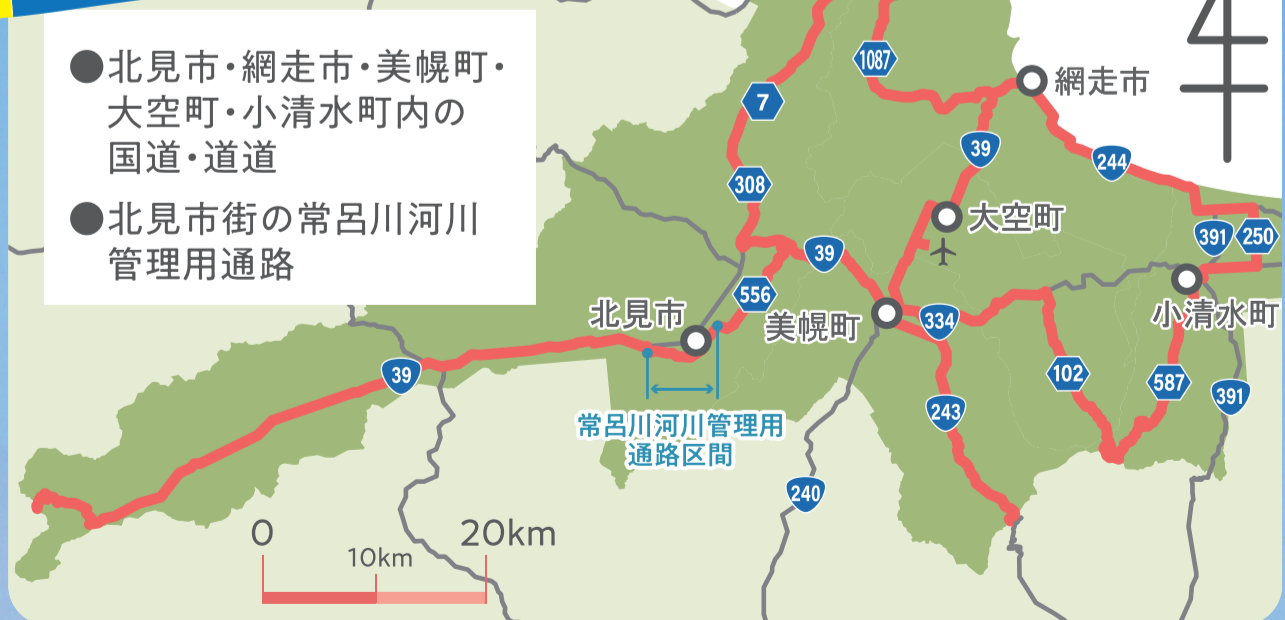 ●北見市・網走市・美幌町・
大空町・小清水町内の
国道・道道
●北見市街の常呂川河川
管理用通路
1087
網走市
7
39
244
308
大空町
391
250
39
556
小清水町
北見市
美幌町
334
39
102
587
391
243
常呂川河川管理用
通路区間
240
0
10km
20km